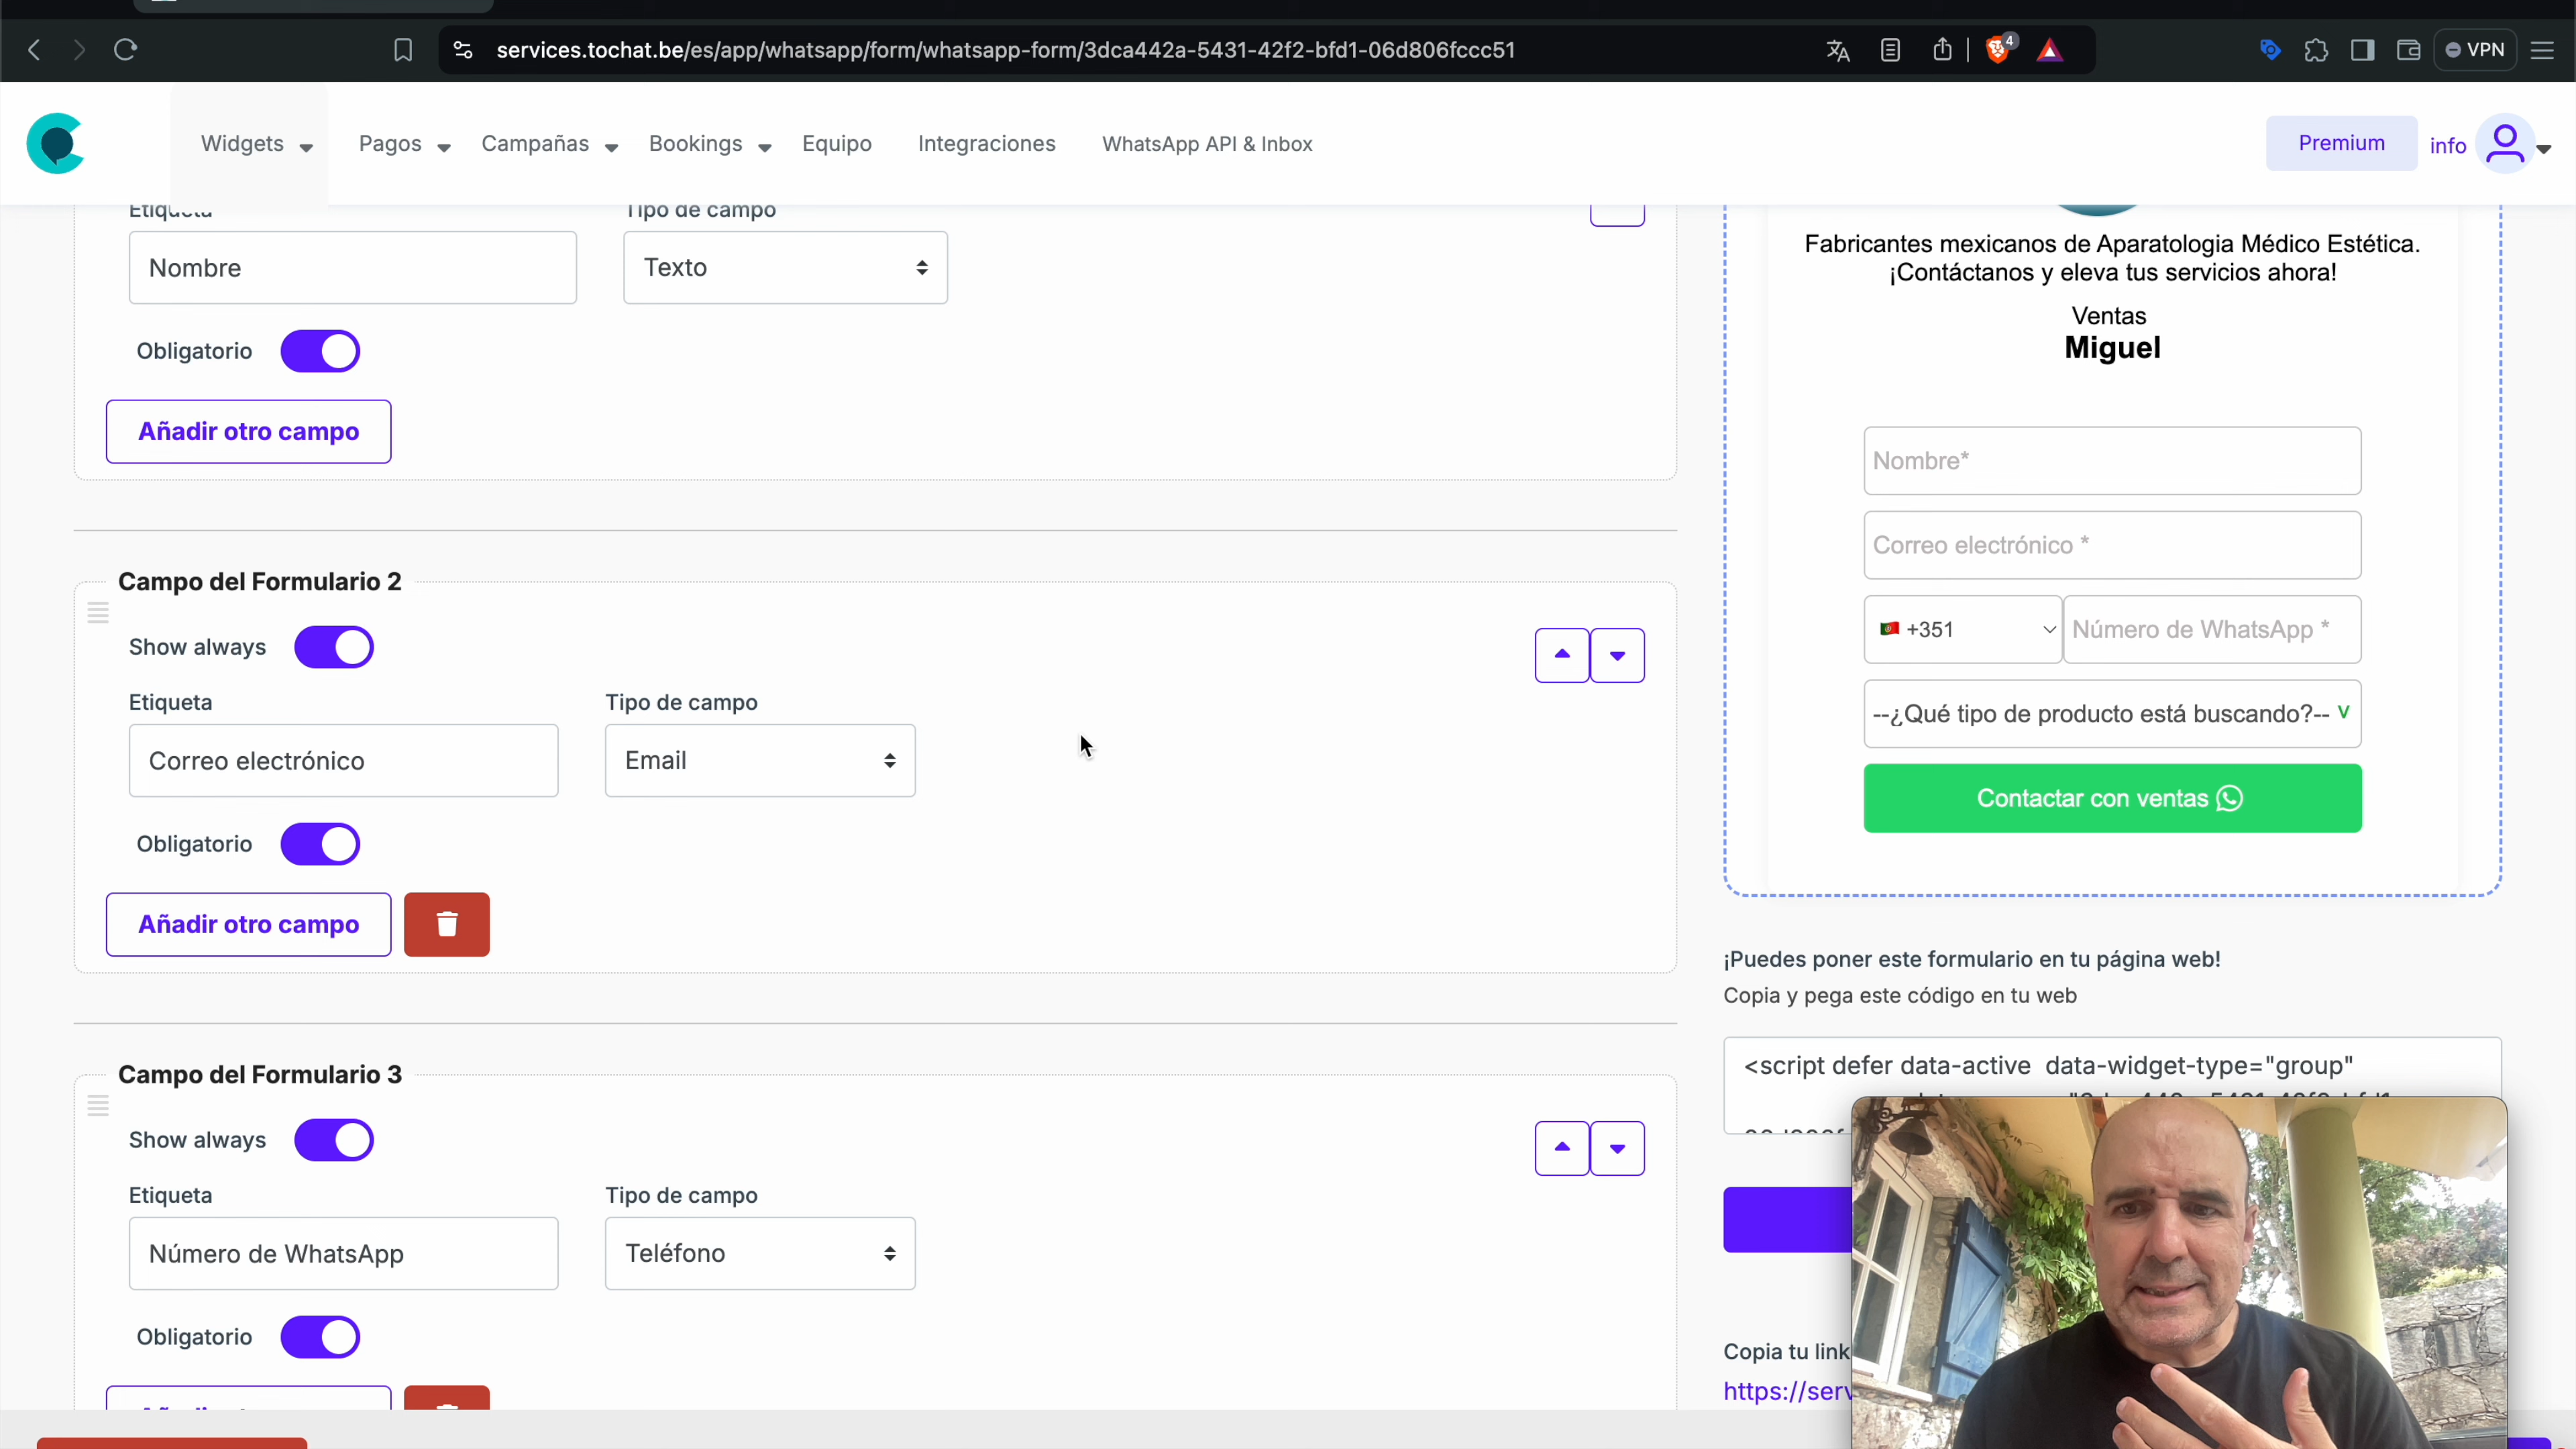 services.tochat.be/es/app/whatsapp/form/whatsapp-form/3dca442a-5431-42f2-bfd1-06d806fccc51
4
VPN
Widgets
Pagos
Campañas
Bookings
Equipo
Integraciones
WhatsApp API & Inbox
Premium
info
Etiqueta
Tipo de campo
Nombre
Texto
Obligatorio
Añadir otro campo
Campo del Formulario 2
Show always
Etiqueta
Tipo de campo
Correo electrónico
Email
Obligatorio
Añadir otro campo
Campo del Formulario 3
Show always
Etiqueta
Tipo de campo
Número de WhatsApp
Teléfono
Obligatorio
Fabricantes mexicanos de Aparatologia Médico Estética.
¡Contáctanos y eleva tus servicios ahora!
Ventas
Miguel
Nombre*
Correo electrónico *
+351
Número de WhatsApp *
--¿Qué tipo de producto está buscando?-- V
Contactar con ventas
¡Puedes poner este formulario en tu página web!
Copia y pega este código en tu web
<script defer data-active data-widget-type="group"
Copia tu link
https://serv